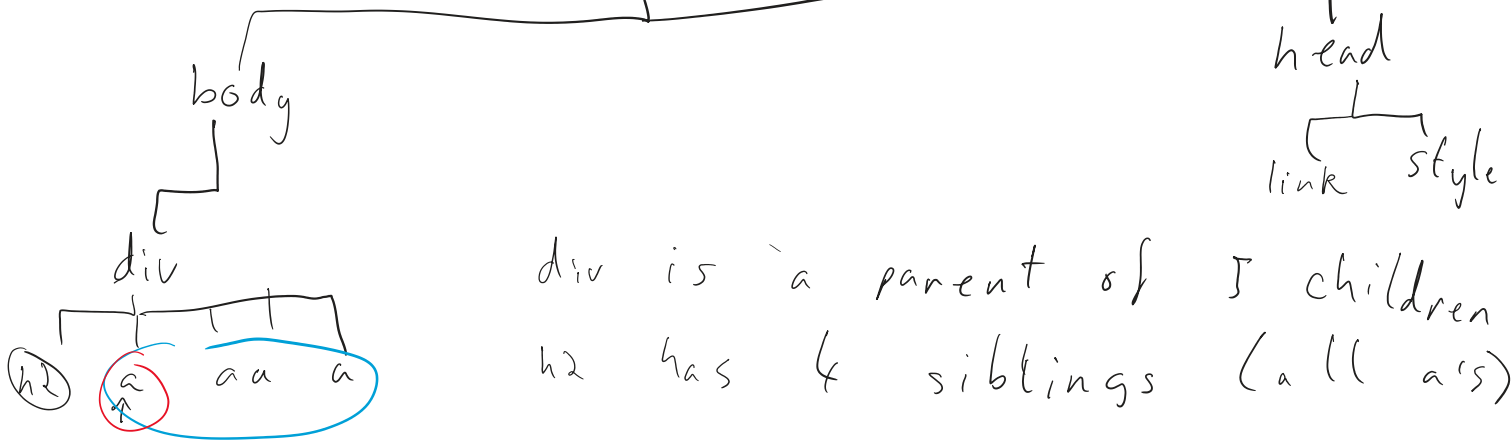 head
body
link style
div
div is a parent of 5 children
h2 a a a a
h2 has 4 siblings (all a's)